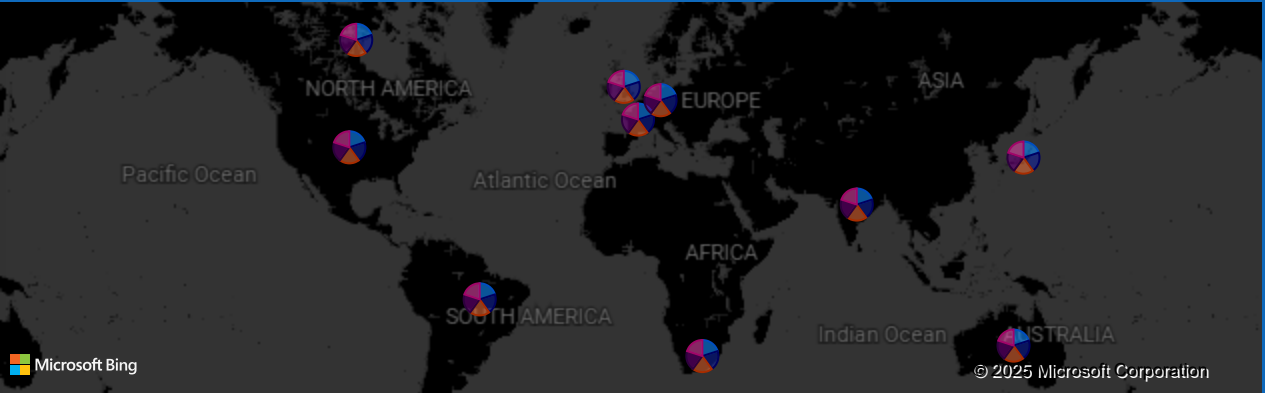 NORTH AMERICA
ASIA
EUROPE
Pacific Ocean
Atlantic Ocean
AFRICA
SOUTH AMERICA
Indian Ocean
AUSTRALIA
Microsoft Bing
© 2025 Microsoft Corporation